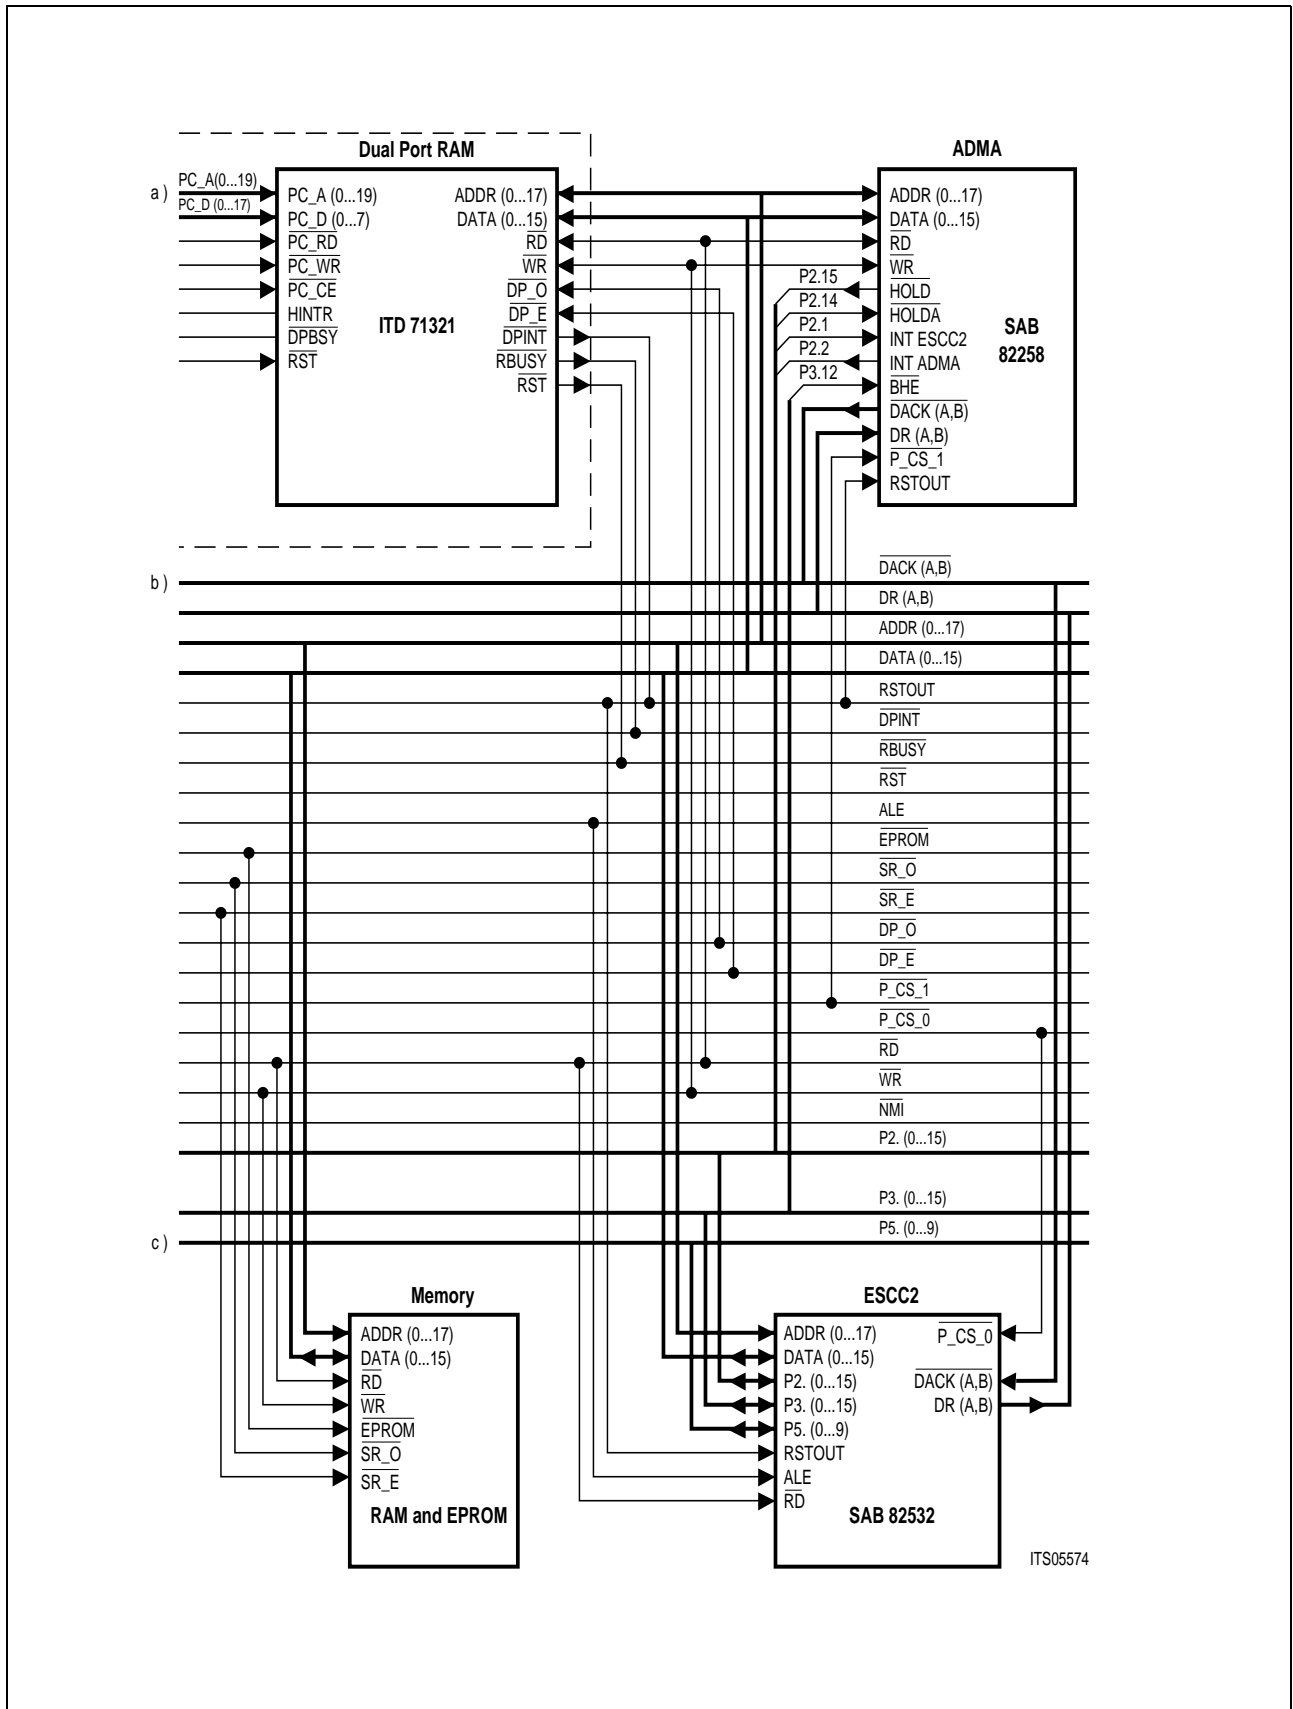 Dual Port RAM
ADMA
a )
PC_A(0...19)
PC_D (0...17)
PC_A (0...19)
PC_D (0...7)
PC_RD
PC_WR
PC_CE
HINTR
DPBSY
RST
ITD 71321
ADDR (0...17)
DATA (0...15)
RD
WR
DP_O
DP_E
DPINT
RBUSY
RST
P2.15
P2.14
P2.1
P2.2
P3.12
ADDR (0...17)
DATA (0...15)
RD
WR
HOLD
HOLDA
INT ESCC2
INT ADMA
BHE
DACK (A,B)
DR (A,B)
P_CS_1
RSTOUT
SAB
82258
b )
DACK (A,B)
DR (A,B)
ADDR (0...17)
DATA (0...15)
RSTOUT
DPINT
RBUSY
RST
ALE
EPROM
SR_O
SR_E
DP_O
DP_E
P_CS_1
P_CS_0
RD
WR
NMI
P2. (0...15)
P3. (0...15)
P5. (0...9)
c )
Memory
ADDR (0...17)
DATA (0...15)
RD
WR
EPROM
SR_O
SR_E
RAM and EPROM
ESCC2
ADDR (0...17)
DATA (0...15)
P2. (0...15)
P3. (0...15)
P5. (0...9)
RSTOUT
ALE
RD
P_CS_0
DACK (A,B)
DR (A,B)
SAB 82532
ITS05574